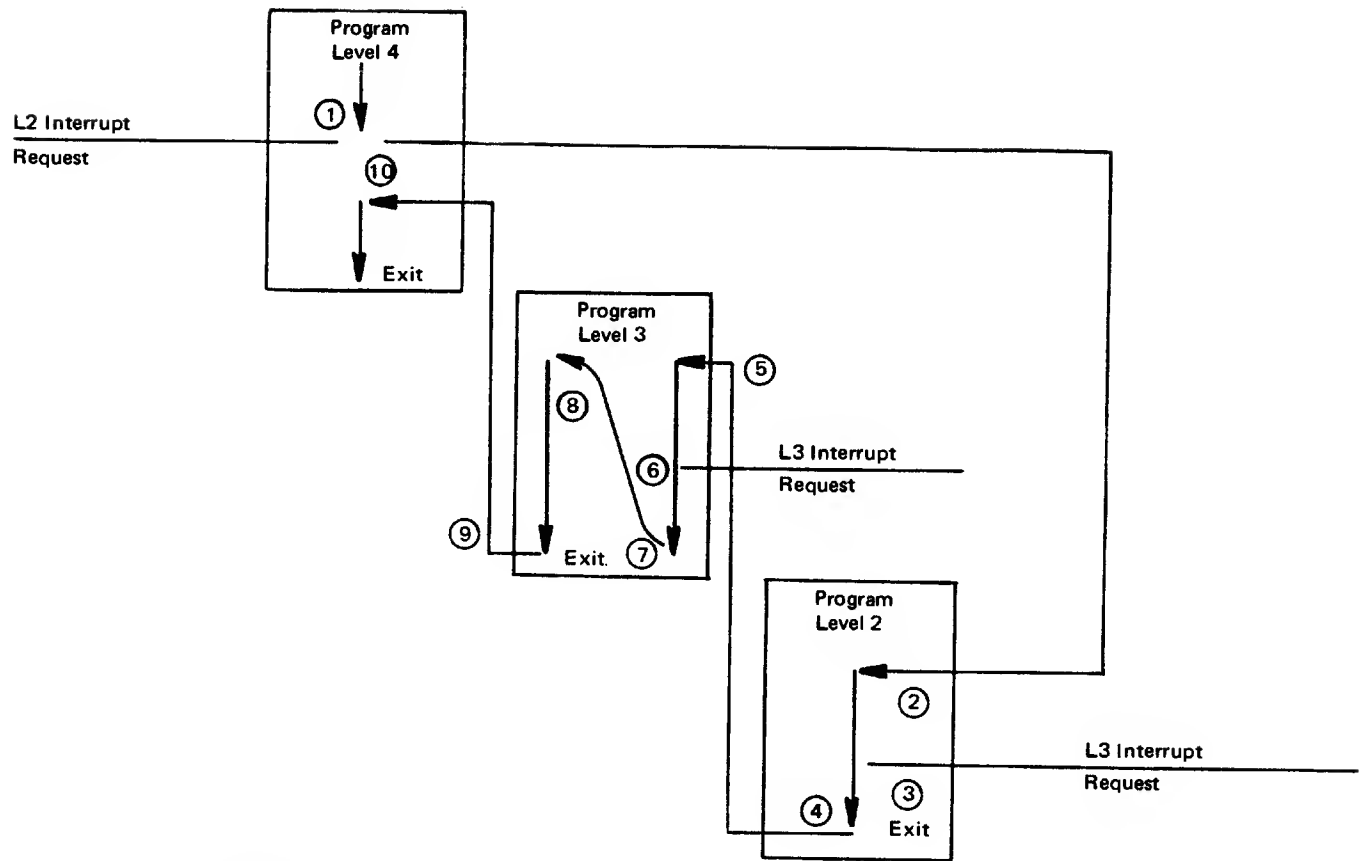 Program
Level 4
①
L2 Interrupt
Request
⑩
Exit
Program
Level 3
⑤
⑧
⑥
L3 Interrupt
Request
⑨
Exit.
⑦
Program
Level 2
②
L3 Interrupt
Request
③
④
Exit